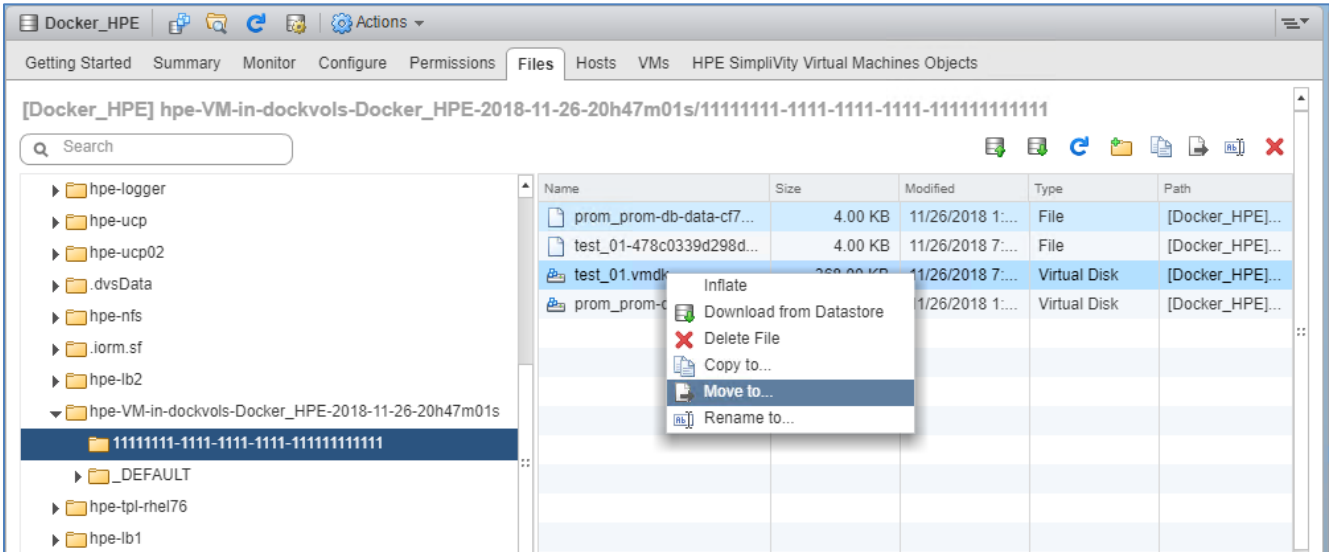 Docker_HPE Actions
Getting Started Summary Monitor Configure Permissions Files Hosts VMs HPE SimpliVity Virtual Machines Objects
[Docker_HPE] hpe-VM-in-dockvols-Docker_HPE-2018-11-26-20h47m01s/11111111-1111-1111-1111-111111111111
Search
hpe-logger
hpe-ucp
hpe-ucp02
.dvsData
hpe-nfs
.iorm.sf
hpe-lb2
hpe-VM-in-dockvols-Docker_HPE-2018-11-26-20h47m01s
11111111-1111-1111-1111-111111111111
_DEFAULT
hpe-tpl-rhel76
hpe-lb1
Name Size Modified Type Path
prom_prom-db-data-cf7... 4.00 KB 11/26/2018 1:... File [Docker_HPE]...
test_01-478c0339d298d... 4.00 KB 11/26/2018 7:... File [Docker_HPE]...
test_01.vmdk 11/26/2018 7:... Virtual Disk [Docker_HPE]...
prom_prom- 1/26/2018 1:... Virtual Disk [Docker_HPE]...
Inflate
Download from Datastore
Delete File
Copy to...
Move to...
Rename to...